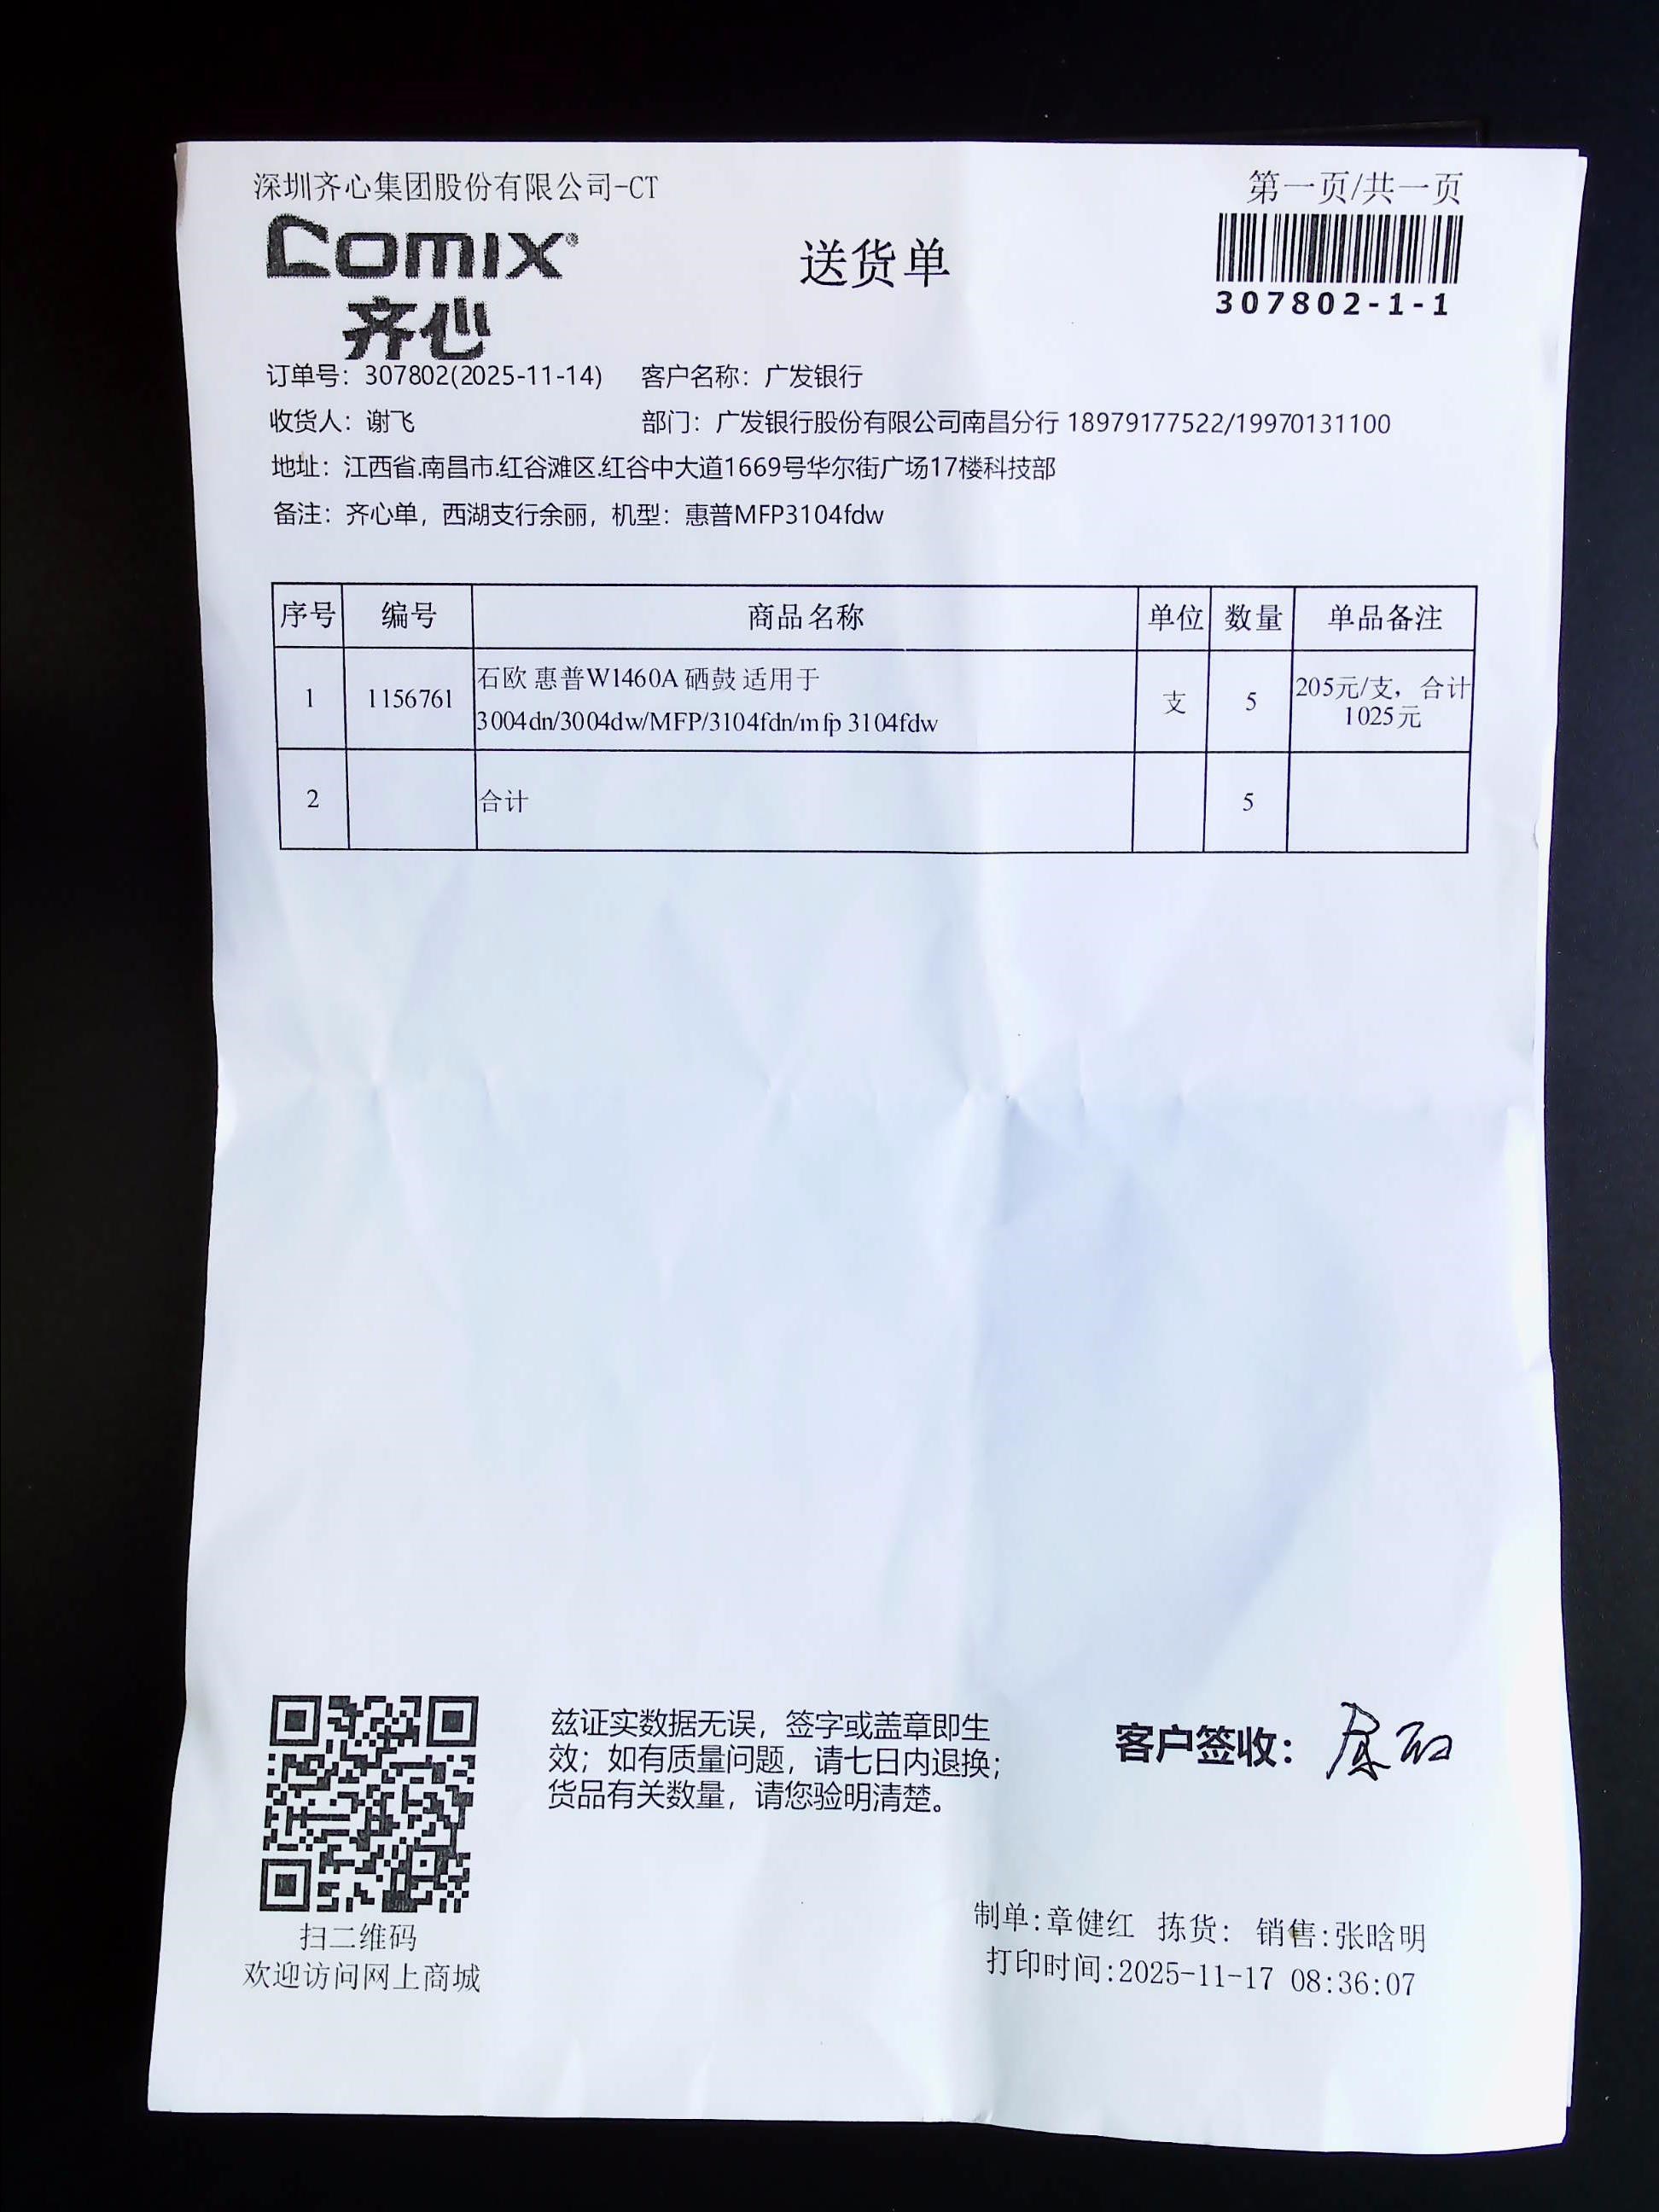 深圳齐心集团股份有限公司-CT
第一页/共一页
COMIX®
齐心
送货单
307802-1-1
订单号：307802(2025-11-14) 客户名称：广发银行
收货人：谢飞 部门：广发银行股份有限公司南昌分行 18979177522/19970131100
地址：江西省.南昌市.红谷滩区.红谷中大道1669号华尔街广场17楼科技部
备注：齐心单，西湖支行余丽，机型：惠普MFP3104fdw
序号 编号 商品名称 单位 数量 单品备注
1 1156761 石欧 惠普W1460A 硒鼓 适用于 支 5 205元/支，合计
3004dn/3004dw/MFP/3104fdn/mfp 3104fdw 1025元
2 合计 5
兹证实数据无误，签字或盖章即生
效；如有质量问题，请七日内退换；
货品有关数量，请您验明清楚。
客户签收：
扫二维码
欢迎访问网上商城
制单:章健红 拣货: 销售:张晗明
打印时间:2025-11-17 08:36:07